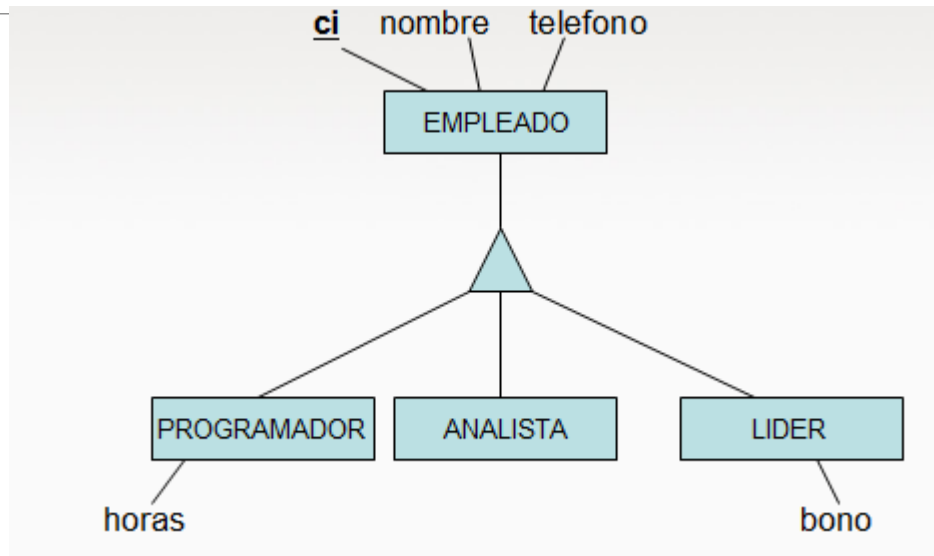 ci nombre telefono
EMPLEADO
PROGRAMADOR ANALISTA LIDER
horas bono